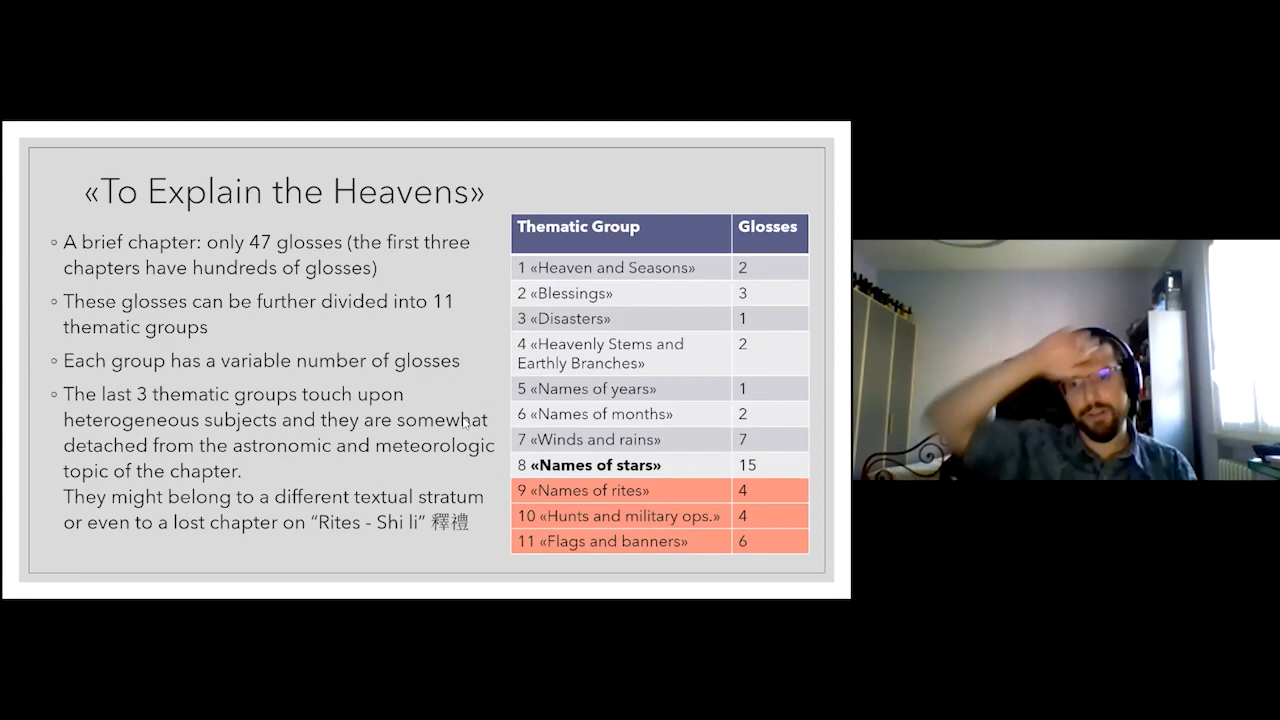 «To Explain the Heavens»
◦ A brief chapter: only 47 glosses (the first three
chapters have hundreds of glosses)
◦ These glosses can be further divided into 11
thematic groups
◦ Each group has a variable number of glosses
◦ The last 3 thematic groups touch upon
heterogeneous subjects and they are somewhat
detached from the astronomic and meteorologic
topic of the chapter.
They might belong to a different textual stratum
or even to a lost chapter on “Rites - Shi li” 釋禮
Thematic Group Glosses
1 «Heaven and Seasons» 2
2 «Blessings» 3
3 «Disasters» 1
4 «Heavenly Stems and 2
Earthly Branches»
5 «Names of years» 1
6 «Names of months» 2
7 «Winds and rains» 7
8 «Names of stars» 15
9 «Names of rites» 4
10 «Hunts and military ops.» 4
11 «Flags and banners» 6